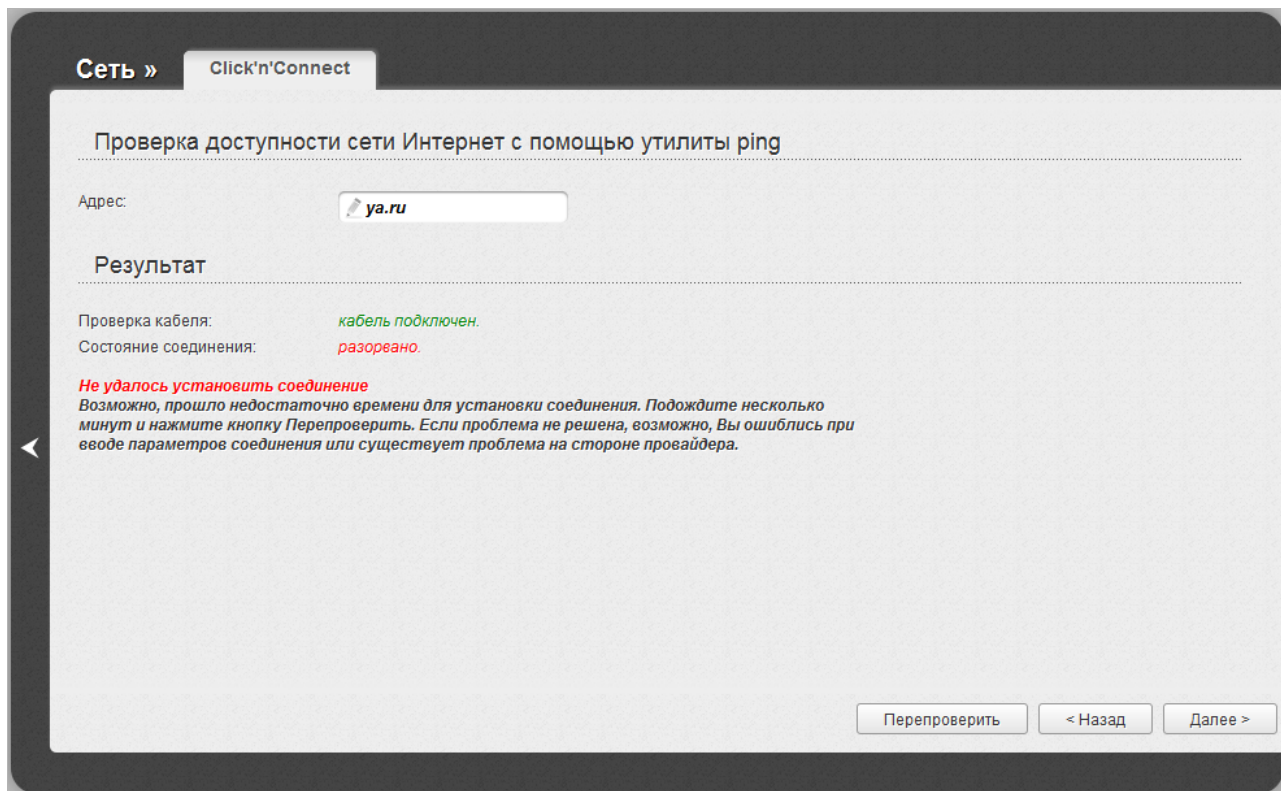 Сеть »
Click'n'Connect
Проверка доступности сети Интернет с помощью утилиты ping
Адрес:
ya.ru
Результат
Проверка кабеля:
кабель подключен.
Состояние соединения:
разорвано.
Не удалось установить соединение
Возможно, прошло недостаточно времени для установки соединения. Подождите несколько
минут и нажмите кнопку Перепроверить. Если проблема не решена, возможно, Вы ошиблись при
вводе параметров соединения или существует проблема на стороне провайдера.
Перепроверить
< Назад
Далее >